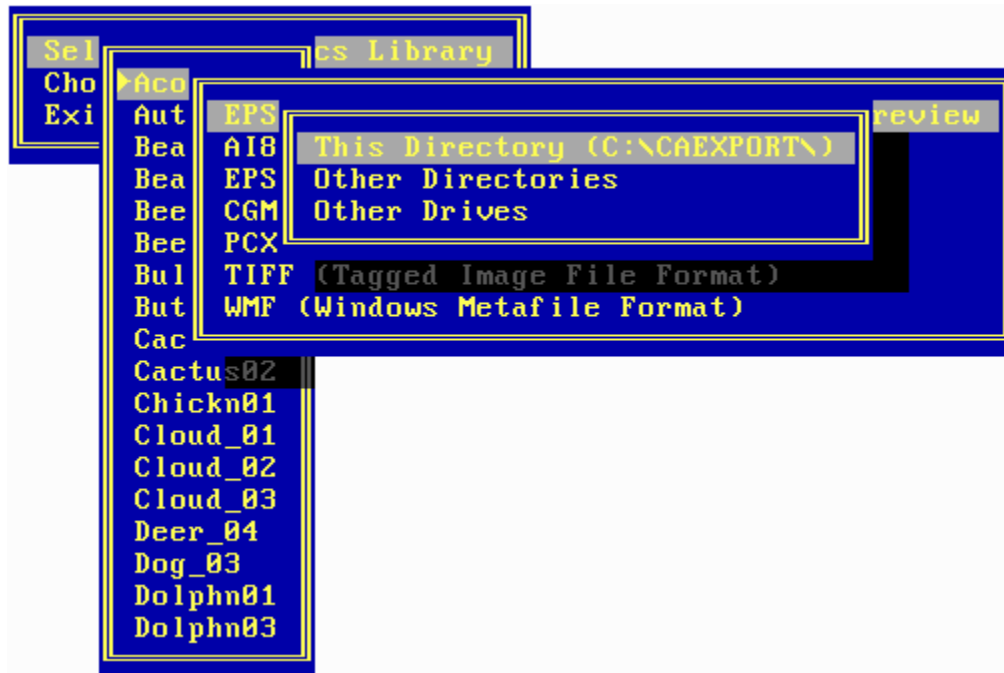 Sel
cs Library
Cho
Exi
Aco
Aut
Bea
Bea
Bee
Bee
Bul
But
Cac
Cactus02
Chickn01
Cloud_01
Cloud_02
Cloud_03
Deer_04
Dog_03
Dolphn01
Dolphn03
EPS
review
AI8
EPS
CGM
PCX
TIFF (Tagged Image File Format)
WMF (Windows Metafile Format)
This Directory (C:\CAEXPORT\)
Other Directories
Other Drives